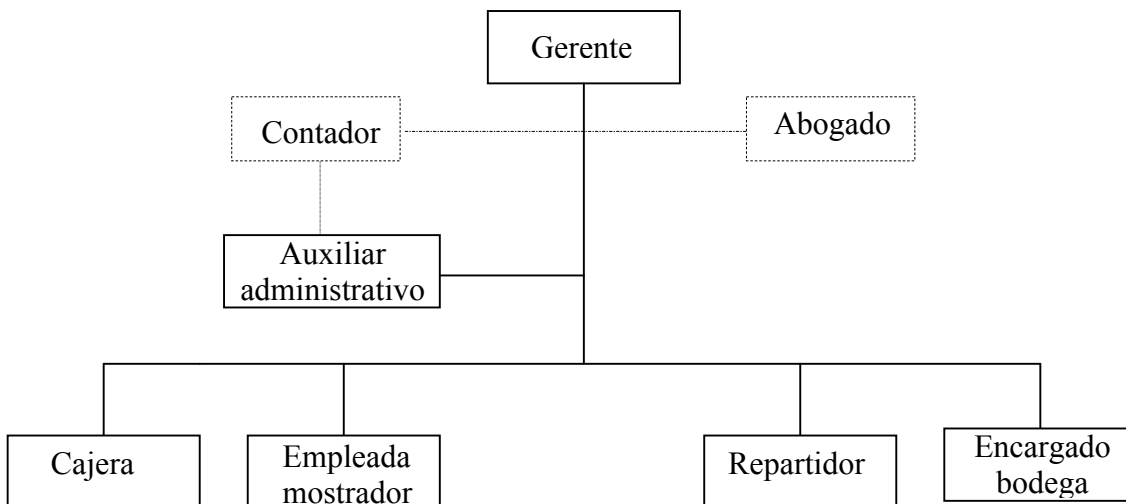 Gerente
Contador
Abogado
Auxiliar
administrativo
Cajera
Empleada
mostrador
Repartidor
Encargado
bodega